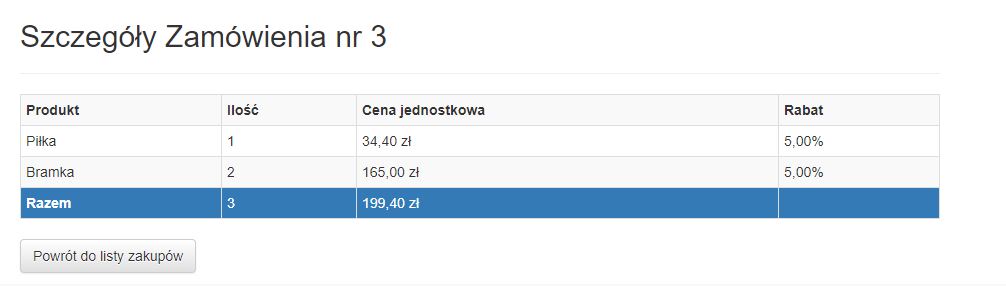 Szczegóły Zamówienia nr 3
Produkt Ilość Cena jednostkowa Rabat
Piłka 1 34,40 zł 5,00%
Bramka 2 165,00 zł 5,00%
Razem 3 199,40 zł
Powrót do listy zakupów